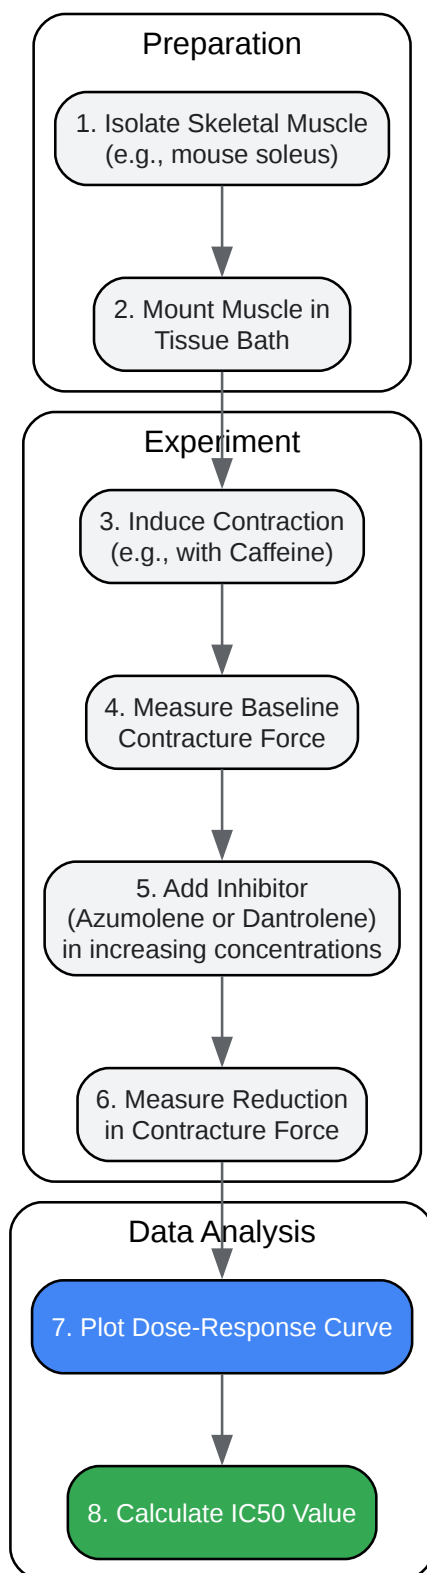 Preparation
1. Isolate Skeletal Muscle
(e.g., mouse soleus)
2. Mount Muscle in
Tissue Bath
Experiment
3. Induce Contraction
(e.g., with Caffeine)
4. Measure Baseline
Contracture Force
5. Add Inhibitor
(Azumolene or Dantrolene)
in increasing concentrations
6. Measure Reduction
in Contracture Force
Data Analysis
7. Plot Dose-Response Curve
8. Calculate IC50 Value